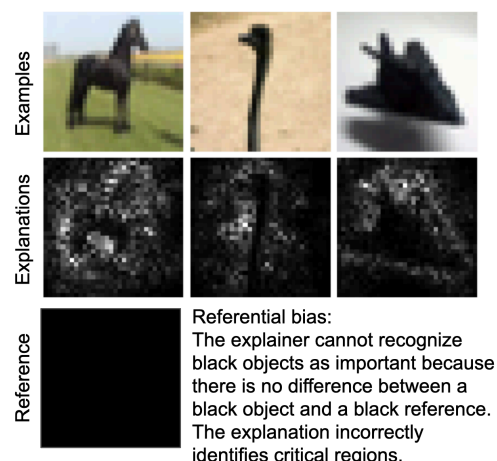 Examples
Explanations
Reference
Referential bias:
The explainer cannot recognize
black objects as important because
there is no difference between a
black object and a black reference.
The explanation incorrectly
identifies critical regions.